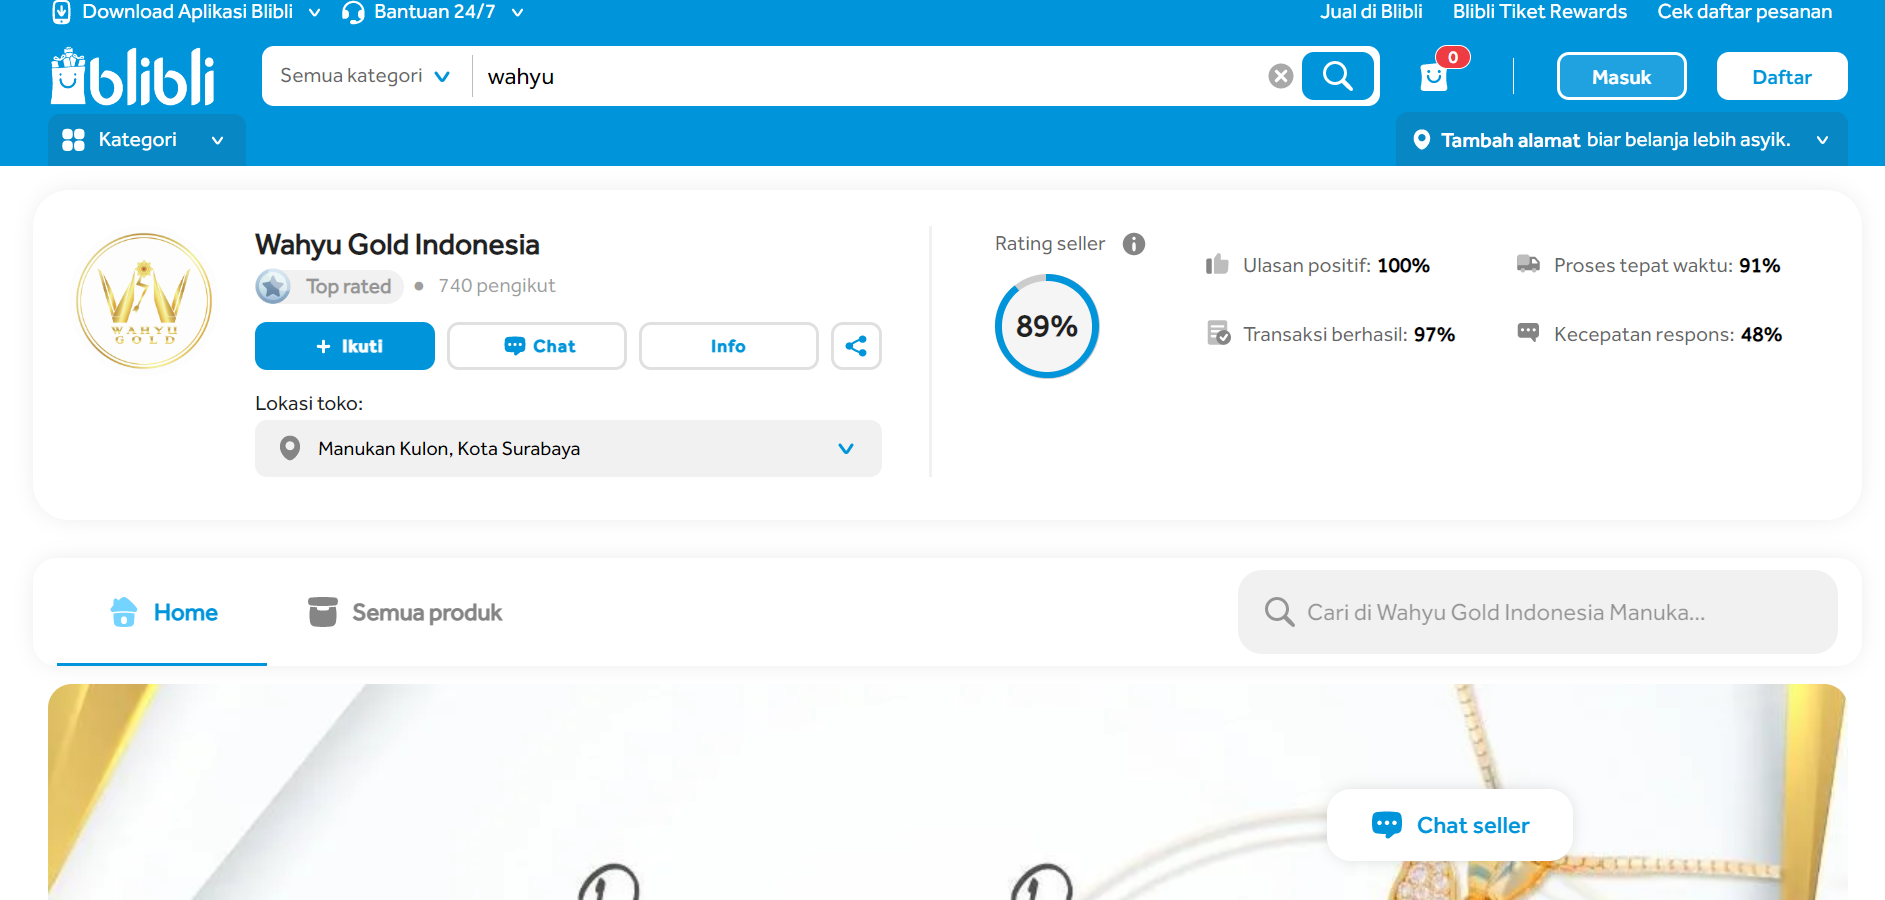 Download Aplikasi Blibli
Bantuan 24/7
Jual di Blibli
Blibli Tiket Rewards
Cek daftar pesanan
blibli
Semua kategori
wahyu
0
Masuk
Daftar
Kategori
Tambah alamat biar belanja lebih asyik.
WAHYU
GOLD
Wahyu Gold Indonesia
Top rated • 740 pengikut
+ Ikuti
Chat
Info
Lokasi toko:
Manukan Kulon, Kota Surabaya
Rating seller
89%
Ulasan positif: 100%
Proses tepat waktu: 91%
Transaksi berhasil: 97%
Kecepatan respons: 48%
Home
Semua produk
Cari di Wahyu Gold Indonesia Manuka...
Chat seller